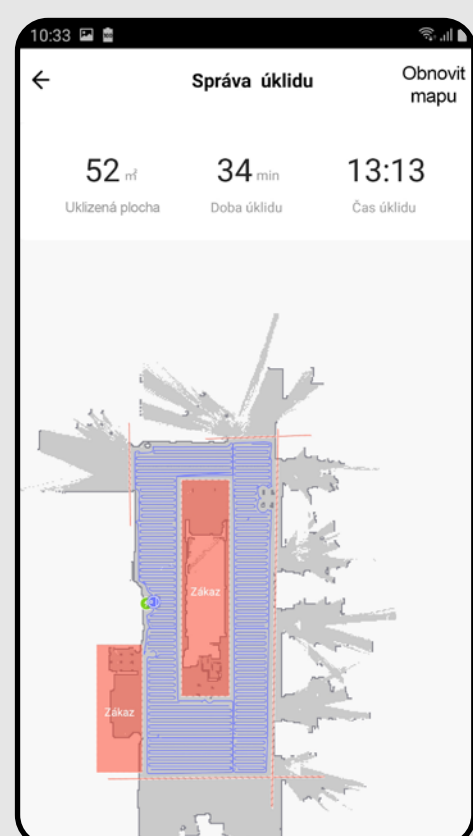 10:33
Správa úklidu
Obnovit
mapu
52 ㎡
34 min
13:13
Uklizená plocha
Doba úklidu
Čas úklidu
Zákaz
Zákaz